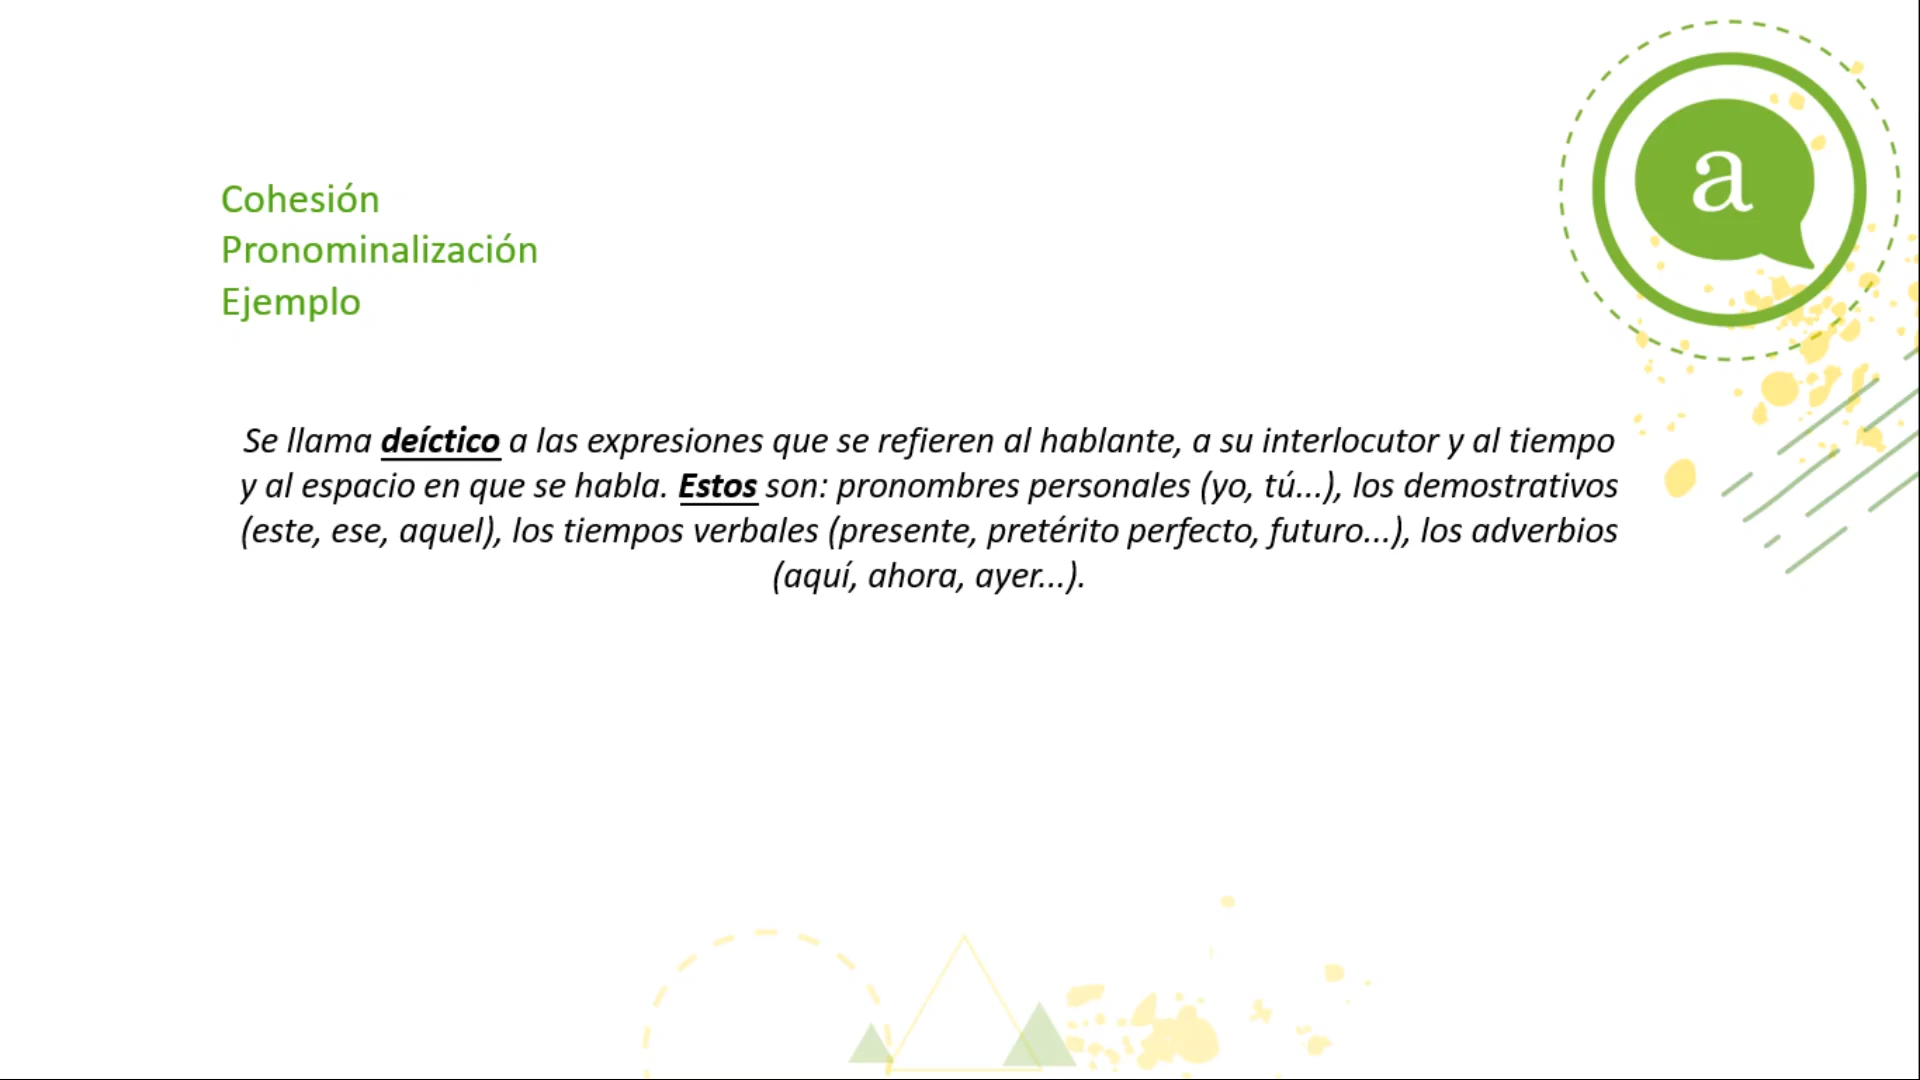 Cohesión
Pronominalización
Ejemplo
a
Se llama deíctico a las expresiones que se refieren al hablante, a su interlocutor y al tiempo
y al espacio en que se habla. Estos son: pronombres personales (yo, tú...), los demostrativos
(este, ese, aquel), los tiempos verbales (presente, pretérito perfecto, futuro...), los adverbios
(aquí, ahora, ayer...).